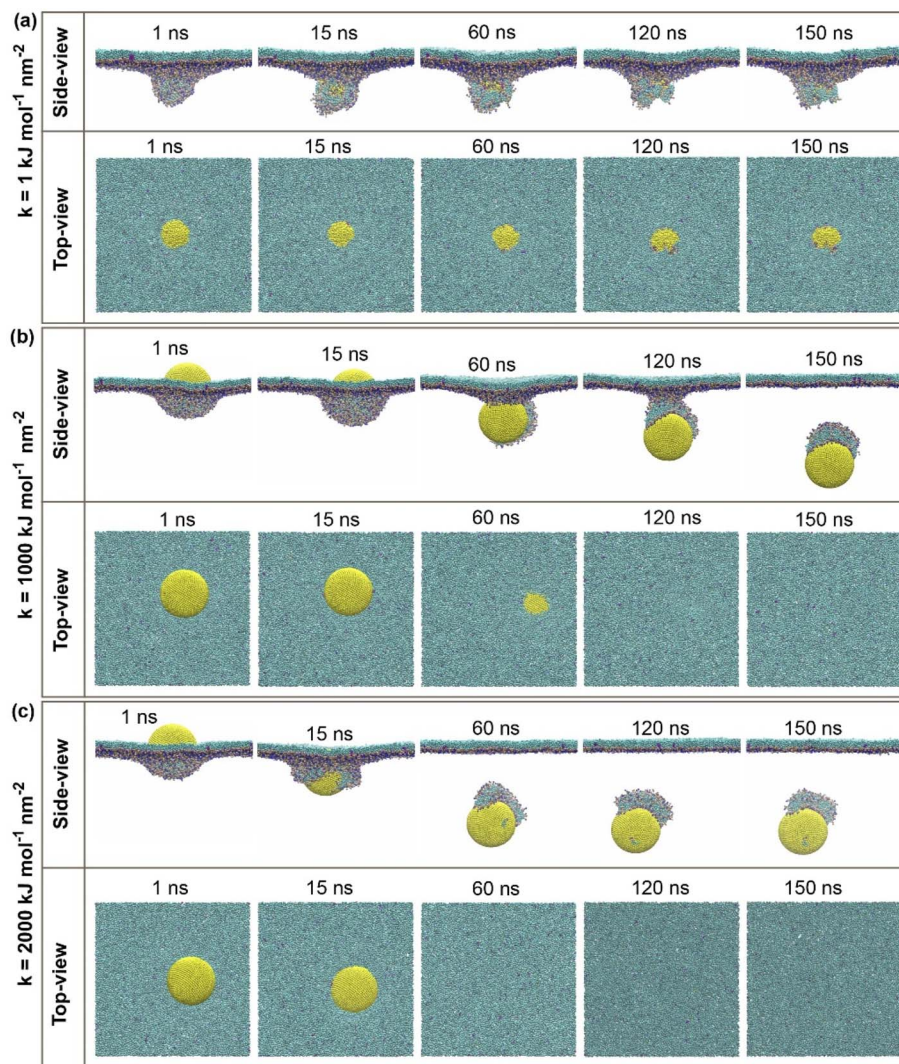 (a)
k = 1 kJ mol⁻¹ nm⁻²
Side-view
1 ns 15 ns 60 ns 120 ns 150 ns
Top-view
1 ns 15 ns 60 ns 120 ns 150 ns
(b)
k = 1000 kJ mol⁻¹ nm⁻²
Side-view
1 ns 15 ns 60 ns 120 ns 150 ns
Top-view
1 ns 15 ns 60 ns 120 ns 150 ns
(c)
k = 2000 kJ mol⁻¹ nm⁻²
Side-view
1 ns 15 ns 60 ns 120 ns 150 ns
Top-view
1 ns 15 ns 60 ns 120 ns 150 ns